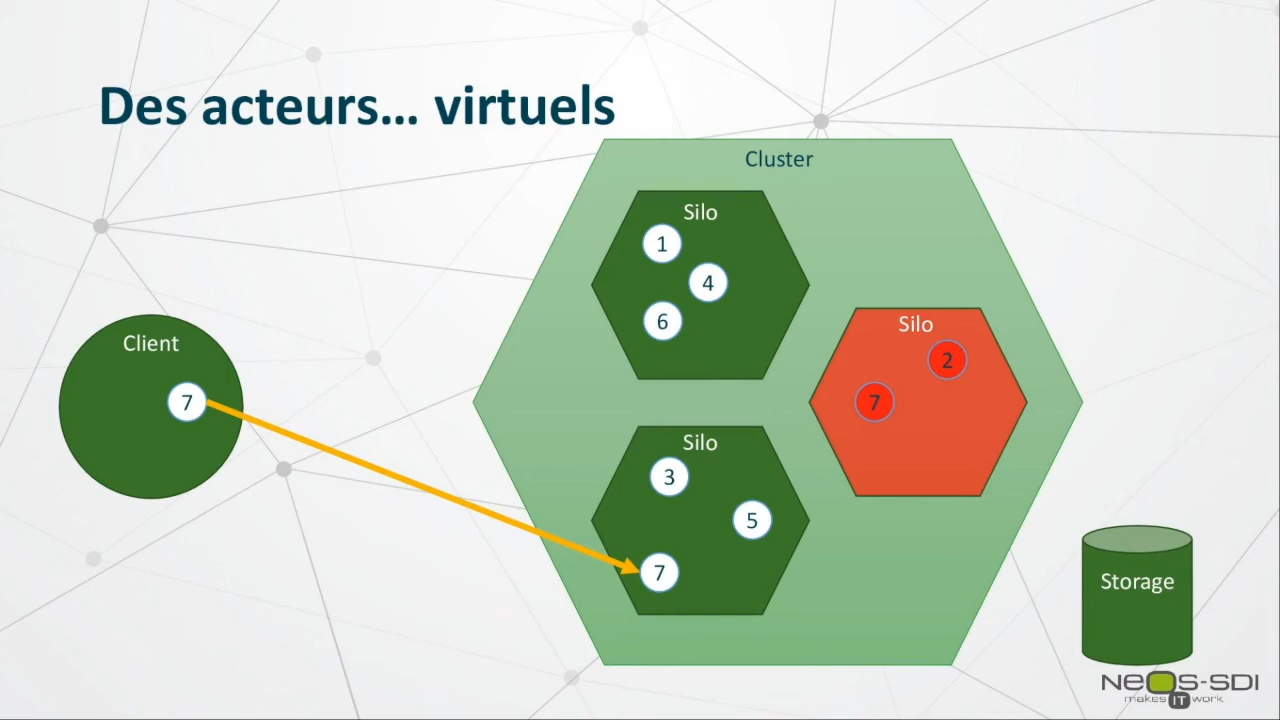 Des acteurs... virtuels
Cluster
Silo
1
4
6
Silo
2
7
Client
7
Silo
3
5
7
Storage
NeOS-SDI
makes IT work